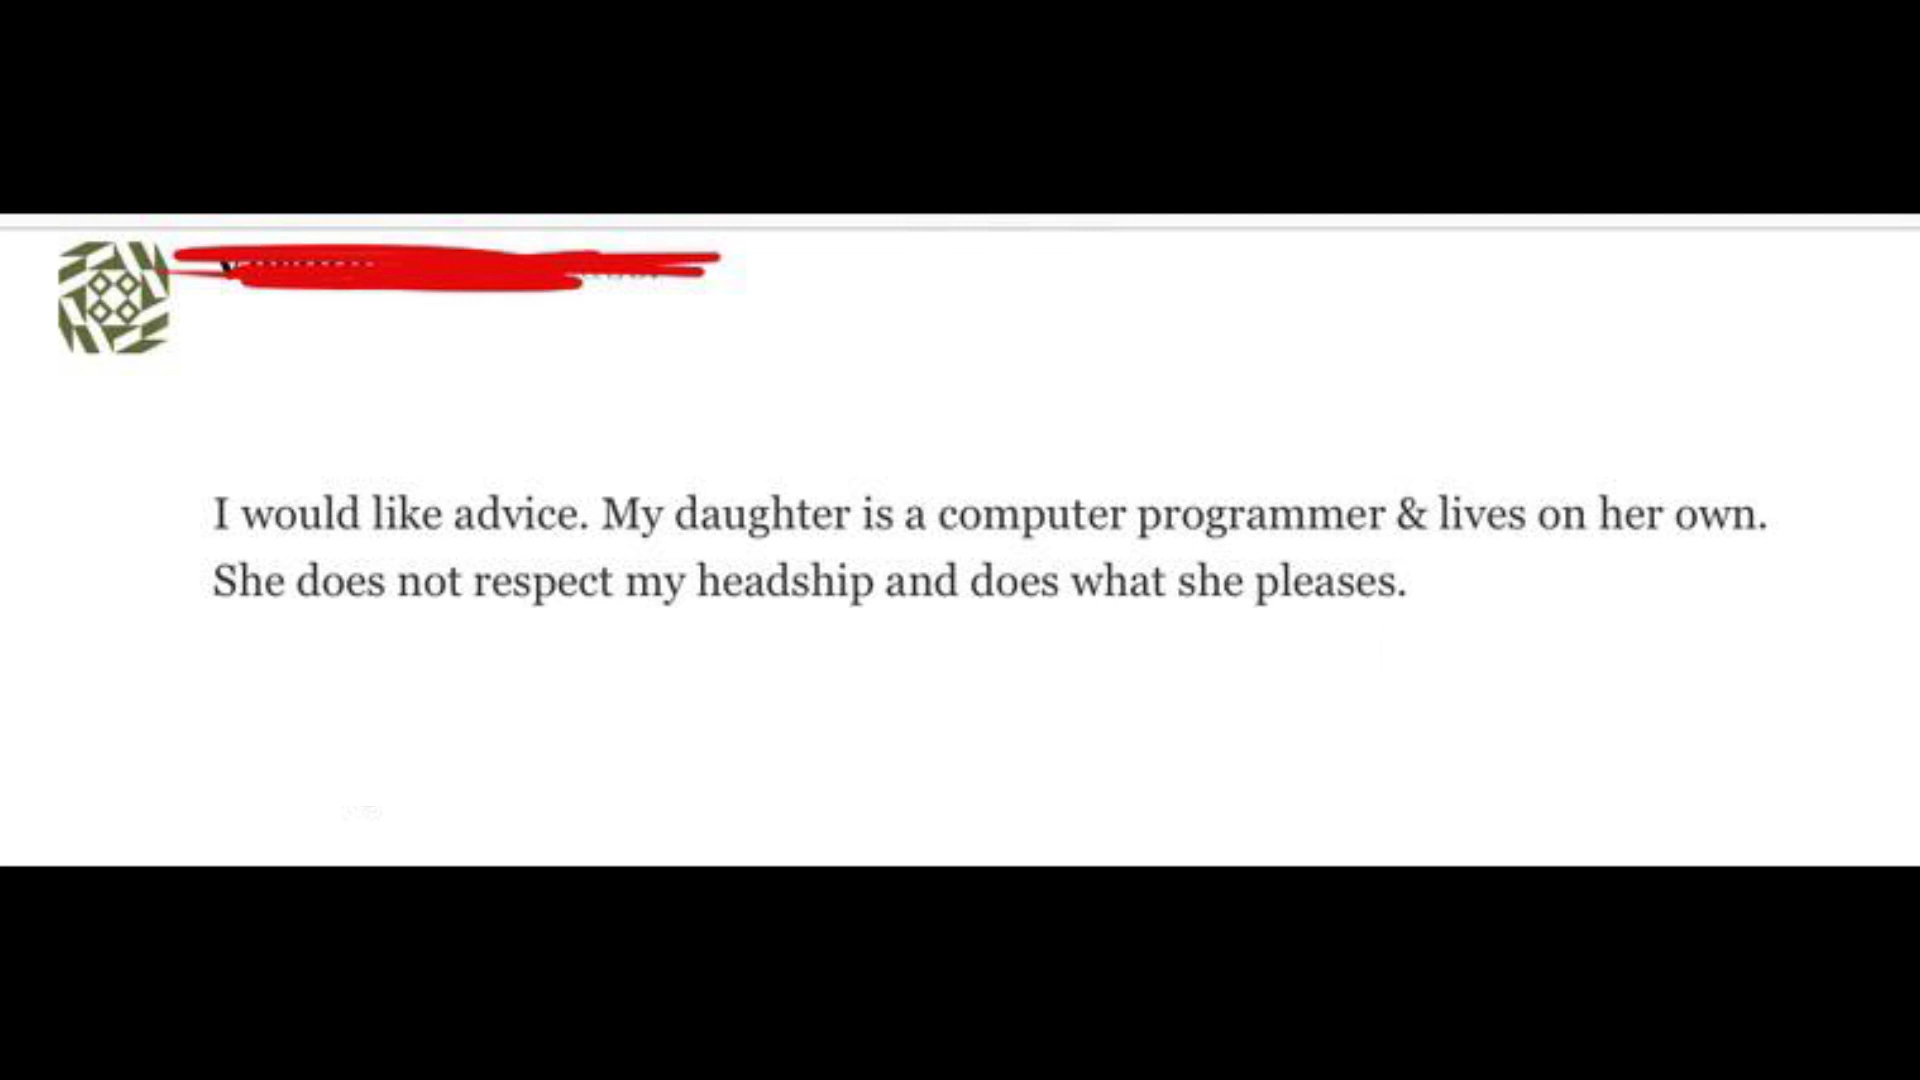 I would like advice. My daughter is a computer programmer & lives on her own.
She does not respect my headship and does what she pleases.